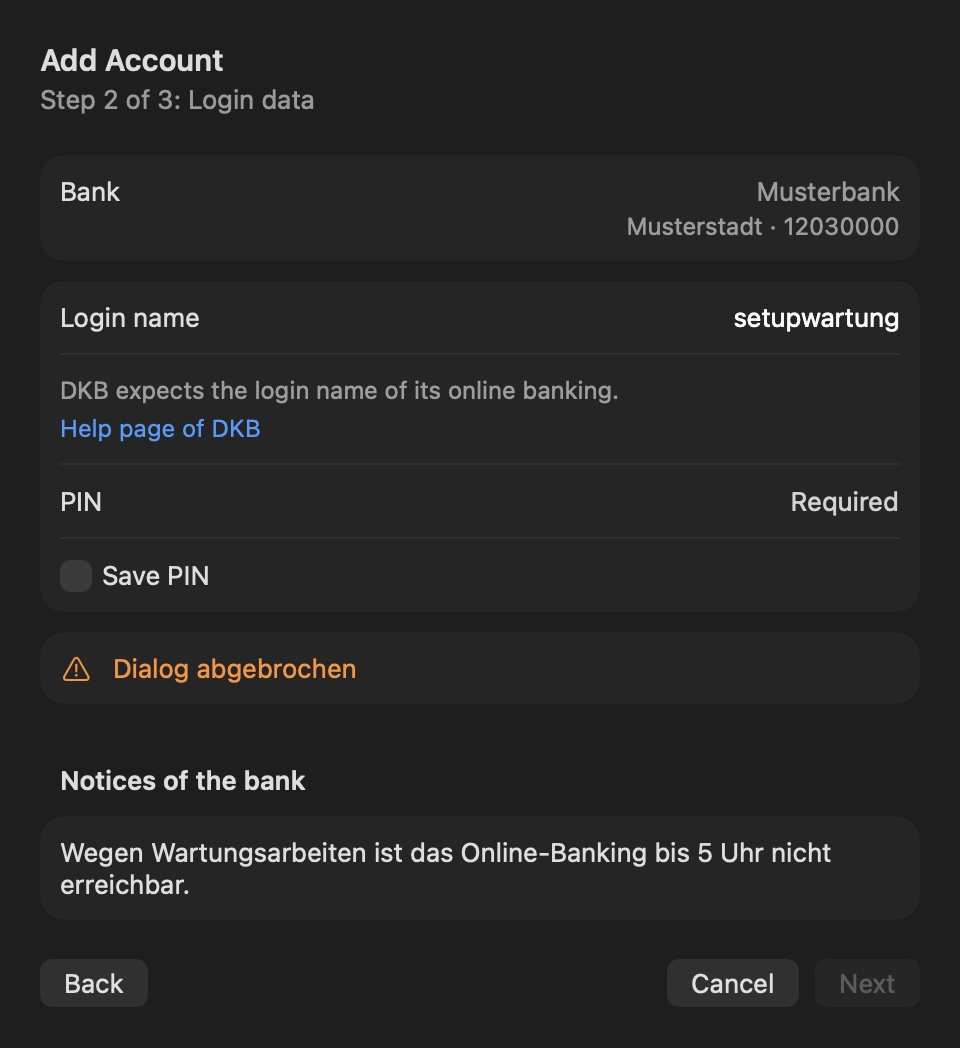 Add Account
Step 2 of 3: Login data
Bank
Musterbank
Musterstadt · 12030000
Login name
setupwartung
DKB expects the login name of its online banking.
Help page of DKB
PIN
Required
Save PIN
Dialog abgebrochen
Notices of the bank
Wegen Wartungsarbeiten ist das Online-Banking bis 5 Uhr nicht
erreichbar.
Back
Cancel
Next